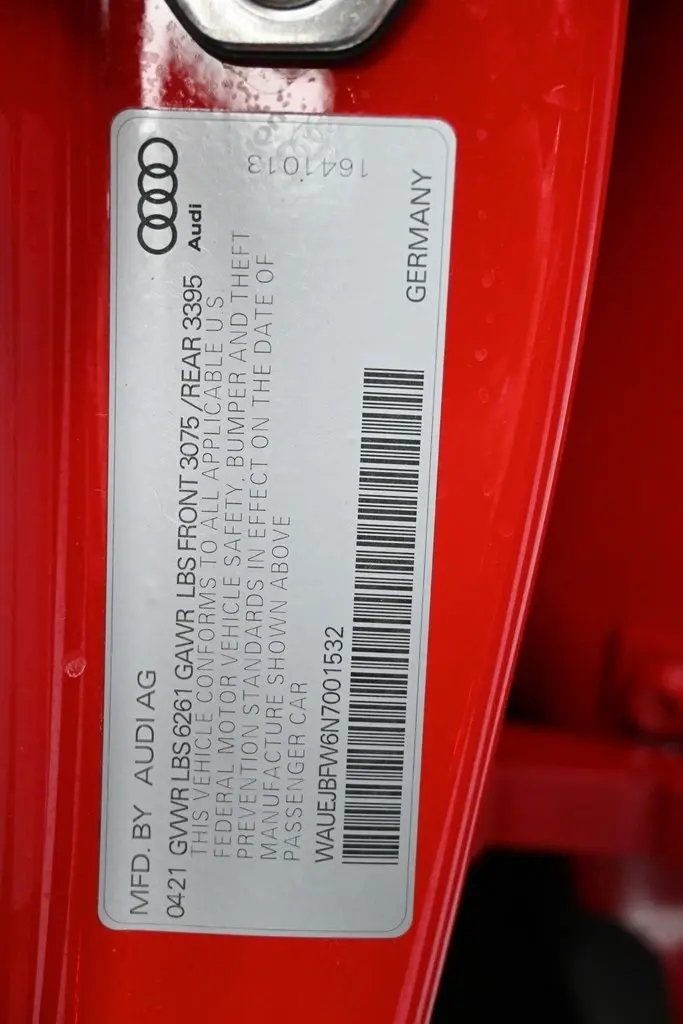 MFD. BY AUDI AG
Audi
0421 GVWR LBS 6261 GAWR LBS FRONT 3075 /REAR 3395
THIS VEHICLE CONFORMS TO ALL APPLICABLE U.S.
FEDERAL MOTOR VEHICLE SAFETY, BUMPER AND THEFT
PREVENTION STANDARDS IN EFFECT ON THE DATE OF
MANUFACTURE SHOWN ABOVE
PASSENGER CAR
1641013
WAUEJBFW6N7001532
GERMANY